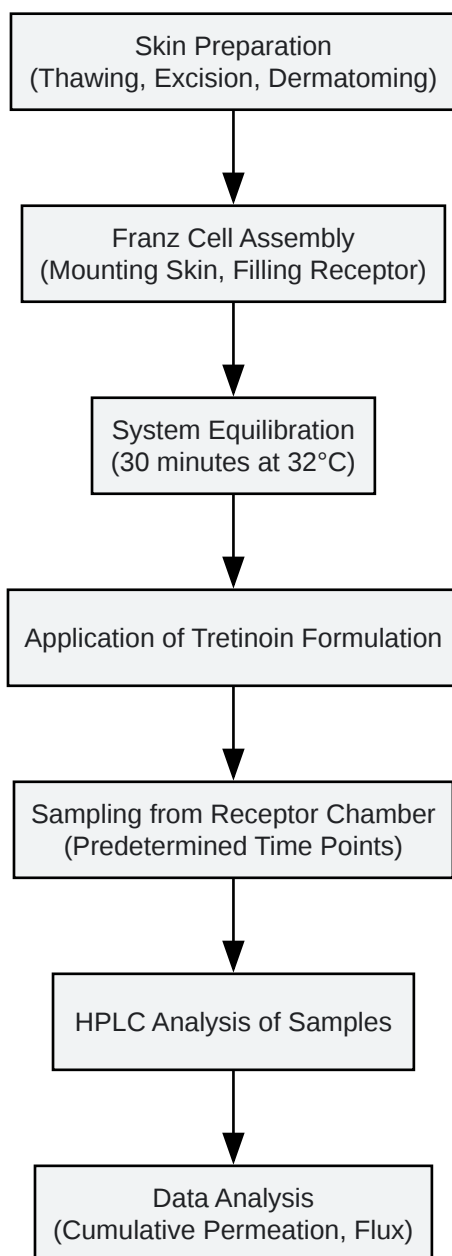 Skin Preparation
(Thawing, Excision, Dermatoming)
Franz Cell Assembly
(Mounting Skin, Filling Receptor)
System Equilibration
(30 minutes at 32°C)
Application of Tretinoin Formulation
Sampling from Receptor Chamber
(Predetermined Time Points)
HPLC Analysis of Samples
Data Analysis
(Cumulative Permeation, Flux)